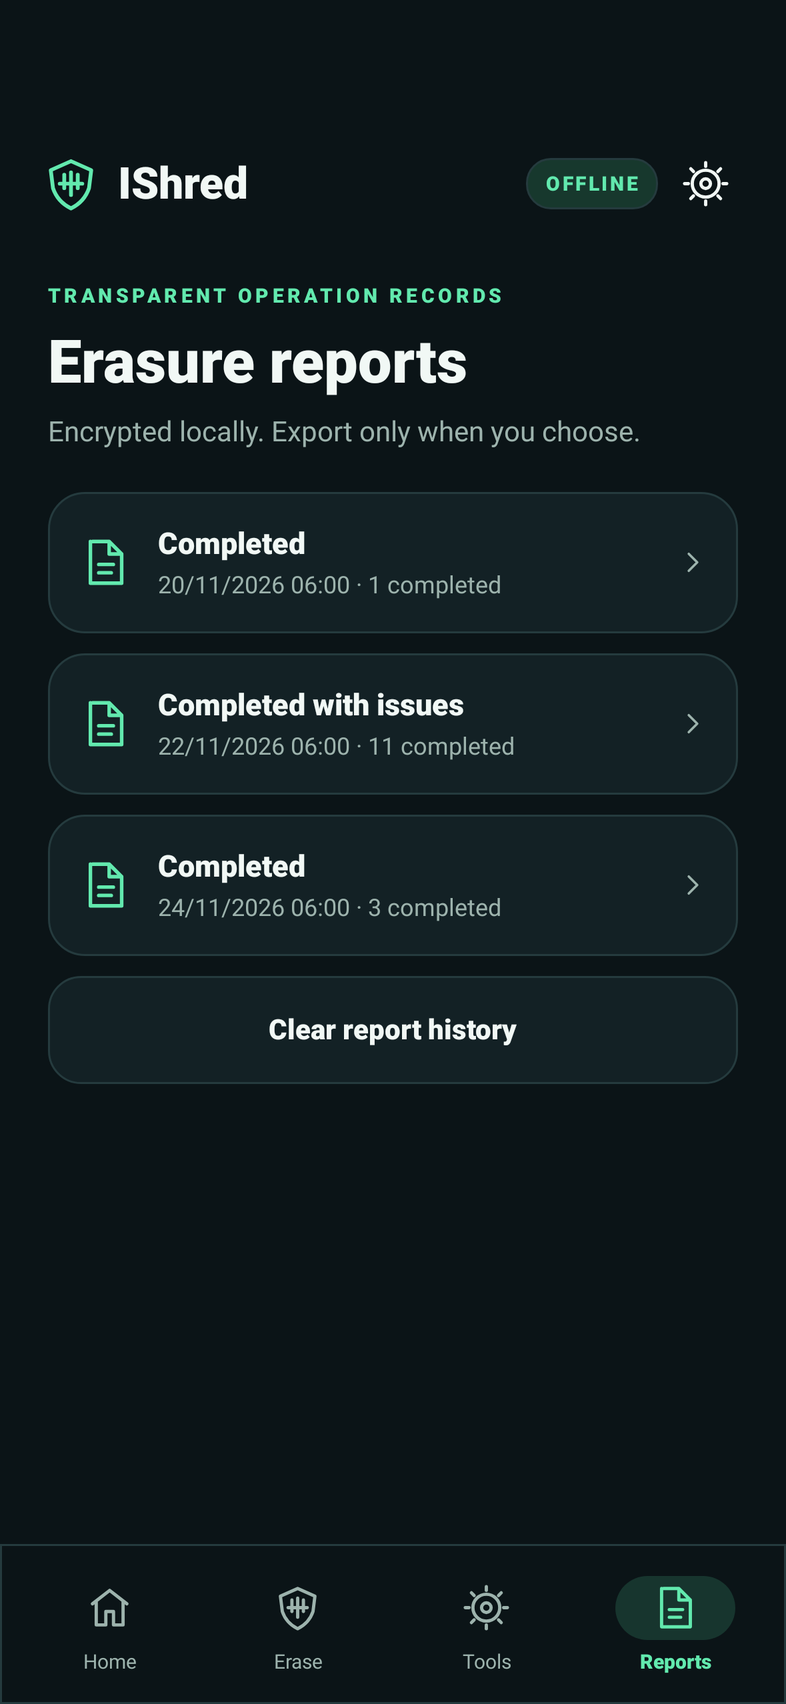 IShred
OFFLINE
TRANSPARENT OPERATION RECORDS
Erasure reports
Encrypted locally. Export only when you choose.
Completed
20/11/2026 06:00 · 1 completed
Completed with issues
22/11/2026 06:00 · 11 completed
Completed
24/11/2026 06:00 · 3 completed
Clear report history
Home
Erase
Tools
Reports